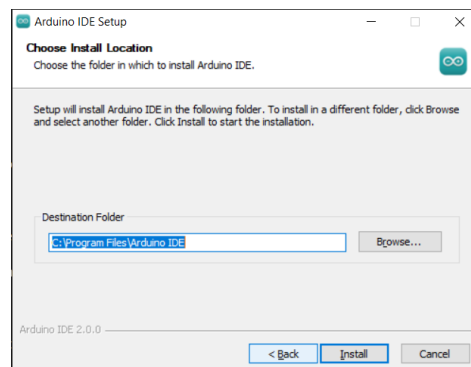 Arduino IDE Setup
Choose Install Location
Choose the folder in which to install Arduino IDE.
Setup will install Arduino IDE in the following folder. To install in a different folder, click Browse
and select another folder. Click Install to start the installation.
Destination Folder
C:\Program Files\Arduino IDE
Browse...
Arduino IDE 2.0.0
< Back
Install
Cancel